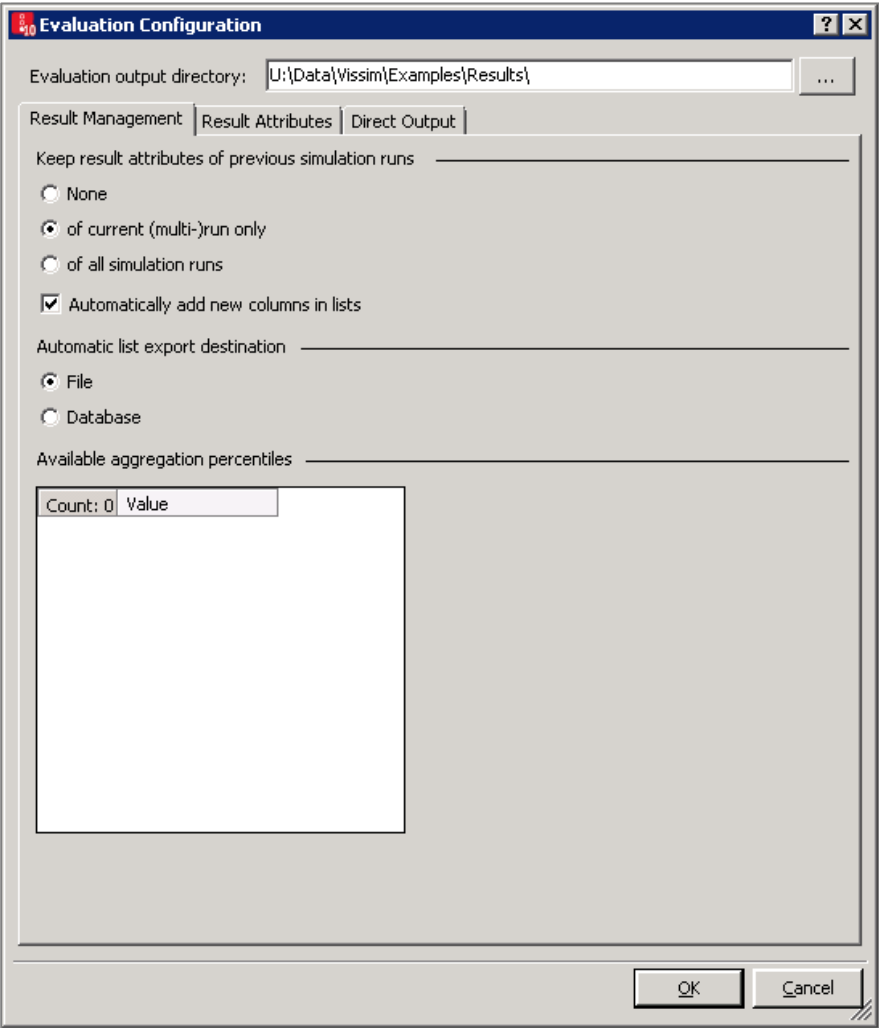 Evaluation Configuration
Evaluation output directory: U:\Data\Vissim\Examples\Results\ ...
Result Management Result Attributes Direct Output
Keep result attributes of previous simulation runs
None
of current (multi-)run only
of all simulation runs
Automatically add new columns in lists
Automatic list export destination
File
Database
Available aggregation percentiles
Count: 0 Value
OK Cancel